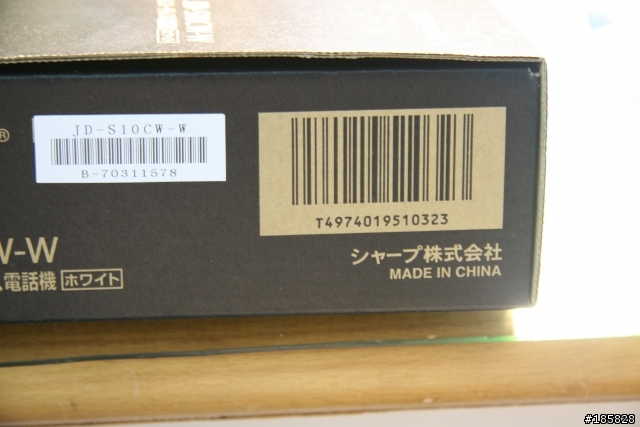 JD-S10CW-W
B-70311578
®
T4974019510323
W-W
電話機 ホワイト
シャープ株式会社
MADE IN CHINA
#185828